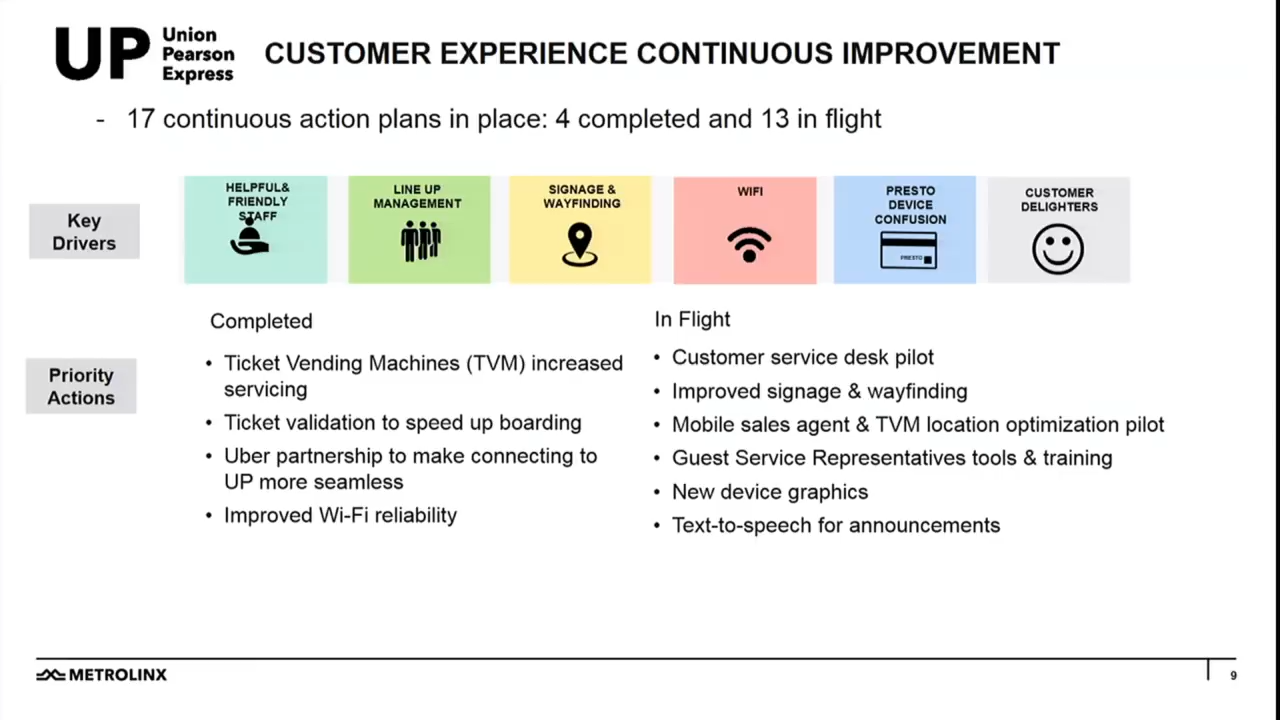 UP Union
Pearson
Express
CUSTOMER EXPERIENCE CONTINUOUS IMPROVEMENT
- 17 continuous action plans in place: 4 completed and 13 in flight
Key
Drivers
HELPFUL&
FRIENDLY
STAFF
LINE UP
MANAGEMENT
SIGNAGE &
WAYFINDING
WIFI
PRESTO
DEVICE
CONFUSION
PRESTO
CUSTOMER
DELIGHTERS
Priority
Actions
Completed
• Ticket Vending Machines (TVM) increased
servicing
• Ticket validation to speed up boarding
• Uber partnership to make connecting to
UP more seamless
• Improved Wi-Fi reliability
In Flight
• Customer service desk pilot
• Improved signage & wayfinding
• Mobile sales agent & TVM location optimization pilot
• Guest Service Representatives tools & training
• New device graphics
• Text-to-speech for announcements
METROLINX
9